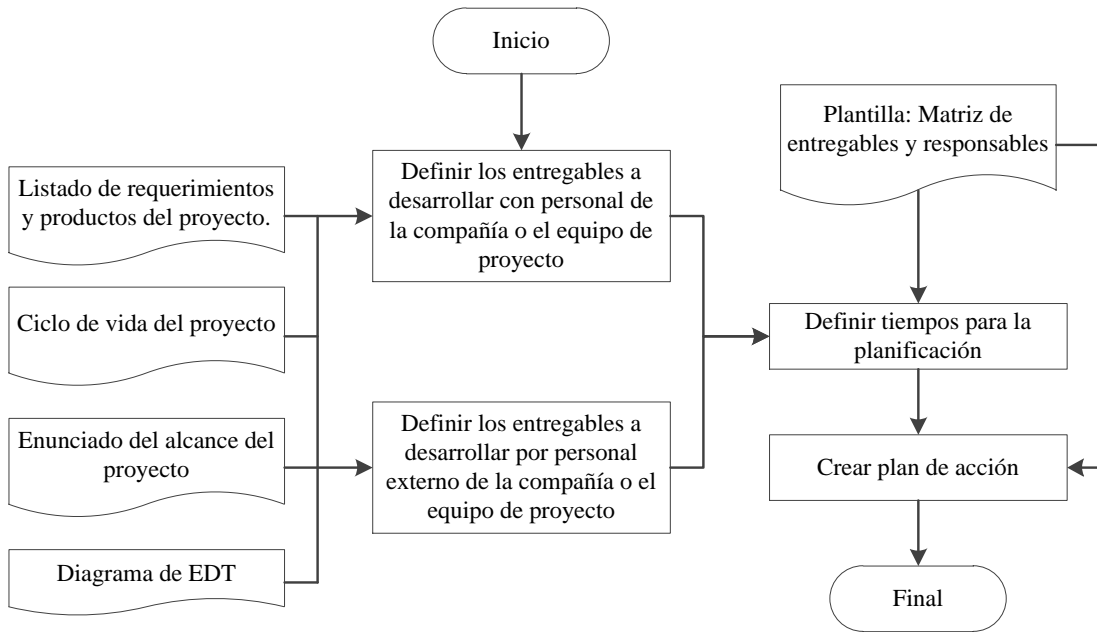 Inicio
Plantilla: Matriz de
entregables y responsables
Listado de requerimientos
y productos del proyecto.
Definir los entregables a
desarrollar con personal de
la compañía o el equipo de
proyecto
Ciclo de vida del proyecto
Definir tiempos para la
planificación
Enunciado del alcance del
proyecto
Definir los entregables a
desarrollar por personal
externo de la compañía o el
equipo de proyecto
Crear plan de acción
Diagrama de EDT
Final